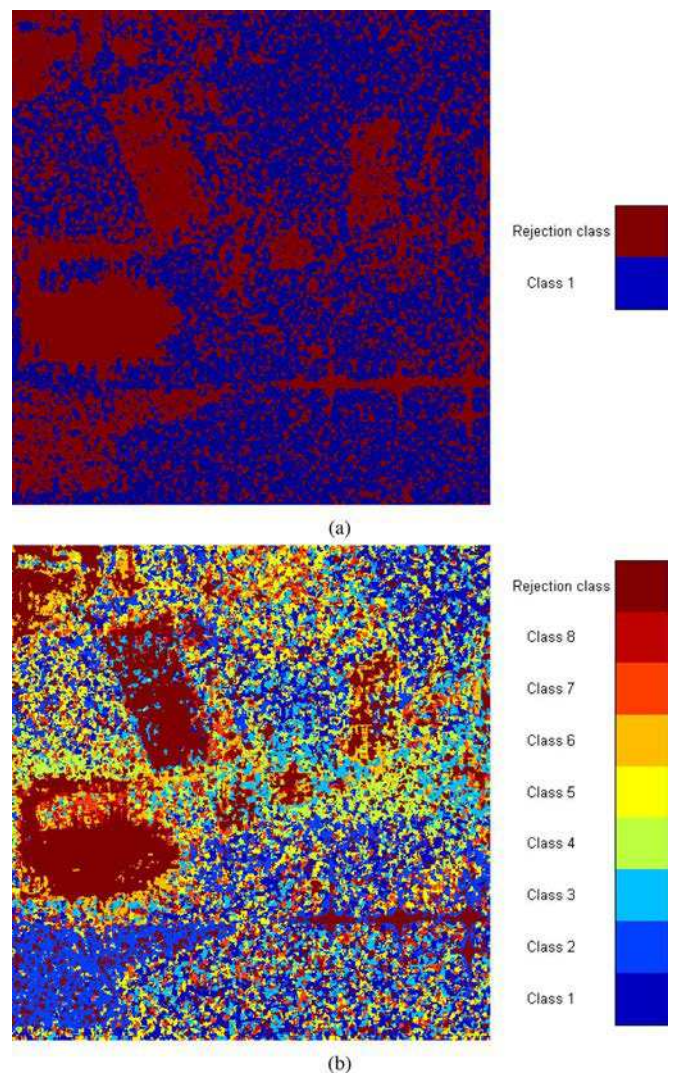 Rejection class
Class 1
(a)
Rejection class
Class 8
Class 7
Class 6
Class 5
Class 4
Class 3
Class 2
Class 1
(b)